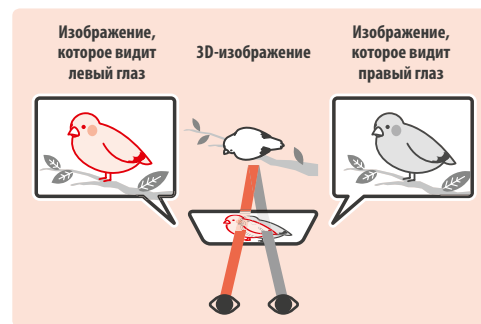 Изображение,
которое видит
левый глаз
3D-изображение
Изображение,
которое видит
правый глаз